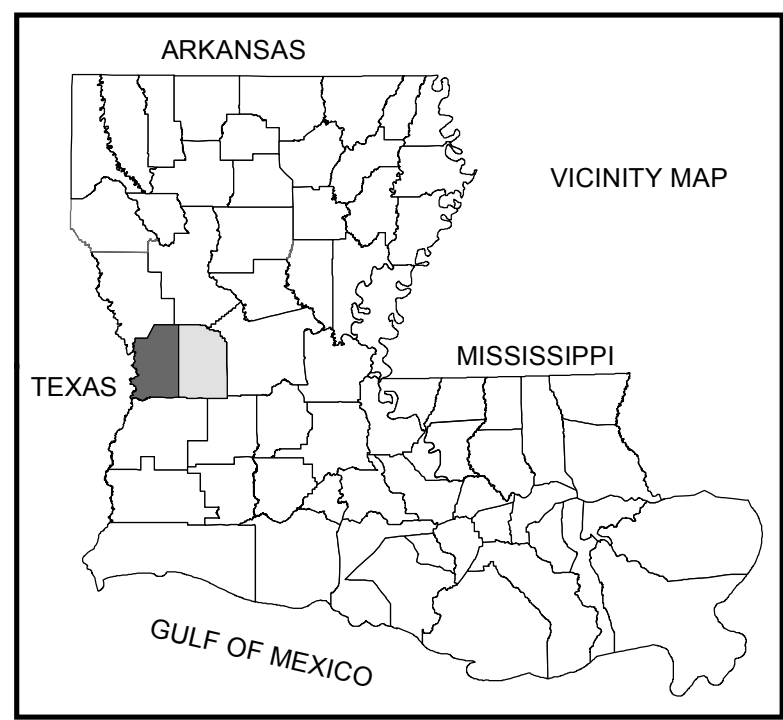 ARKANSAS
VICINITY MAP
MISSISSIPPI
TEXAS
GULF OF MEXICO